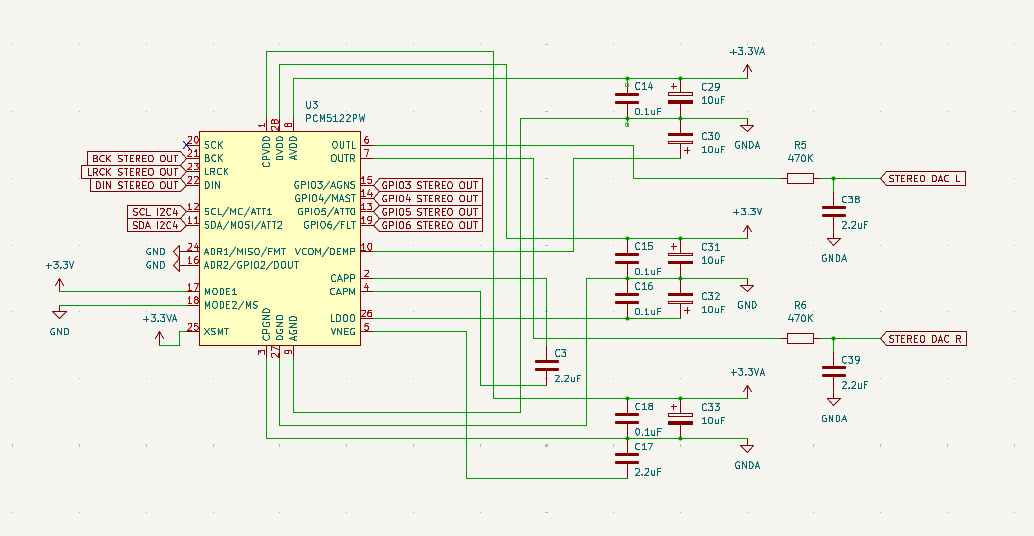 +3.3VA
C14
0.1uF
+
C29
10uF
C30
10uF
+
GNDA
U3
PCM5122PW
1
28
8
CPVDD
DVDD
AVDD
20
SCK
21
BCK
23
LRCK
22
DIN
BCK STEREO OUT
LRCK STEREO OUT
DIN STEREO OUT
12
SCL/MC/ATT1
11
SDA/MOSI/ATT2
SCL I2C4
SDA I2C4
24
ADR1/MISO/FMT
16
ADR2/GPIO2/DOUT
GND
GND
+3.3V
17
MODE1
18
MODE2/MS
GND
+3.3VA
25
XSMT
3
27
9
CPGND
DGND
AGND
OUTL
6
OUTR
7
GPIO3/AGNS
15
GPIO3 STEREO OUT
GPIO4/MAST
14
GPIO4 STEREO OUT
GPIO5/ATT0
13
GPIO5 STEREO OUT
GPIO6/FLT
19
GPIO6 STEREO OUT
VCOM/DEMP
10
CAPP
2
CAPM
4
LDOO
26
VNEG
5
R5
470K
STEREO DAC L
C38
2.2uF
GNDA
+3.3V
C15
0.1uF
+
C31
10uF
C16
0.1uF
C32
10uF
+
GND
R6
470K
STEREO DAC R
C39
2.2uF
GNDA
C3
2.2uF
+3.3VA
C18
0.1uF
+
C33
10uF
C17
2.2uF
GNDA